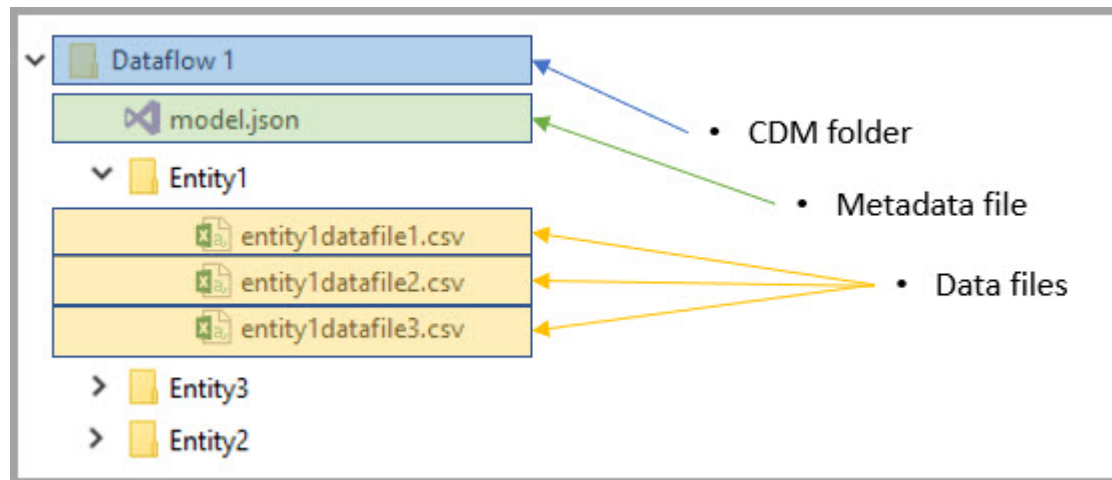 Dataflow 1
model.json
• CDM folder
Entity1
• Metadata file
entity1datafile1.csv
entity1datafile2.csv
• Data files
entity1datafile3.csv
Entity3
Entity2